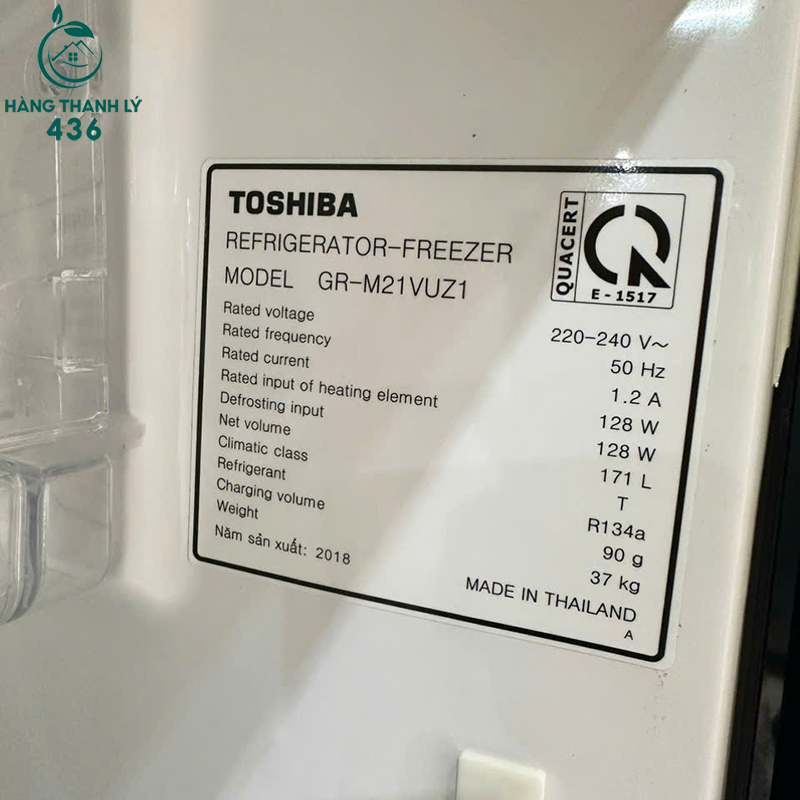 HÀNG THANH LÝ
436
TOSHIBA
REFRIGERATOR-FREEZER
MODEL GR-M21VUZ1
QUACERT
E - 1517
Rated voltage 220-240 V~
Rated frequency 50 Hz
Rated current 1.2 A
Rated input of heating element 128 W
Defrosting input 128 W
Net volume 171 L
Climatic class T
Refrigerant R134a
Charging volume 90 g
Weight 37 kg
Năm sản xuất: 2018
MADE IN THAILAND
A